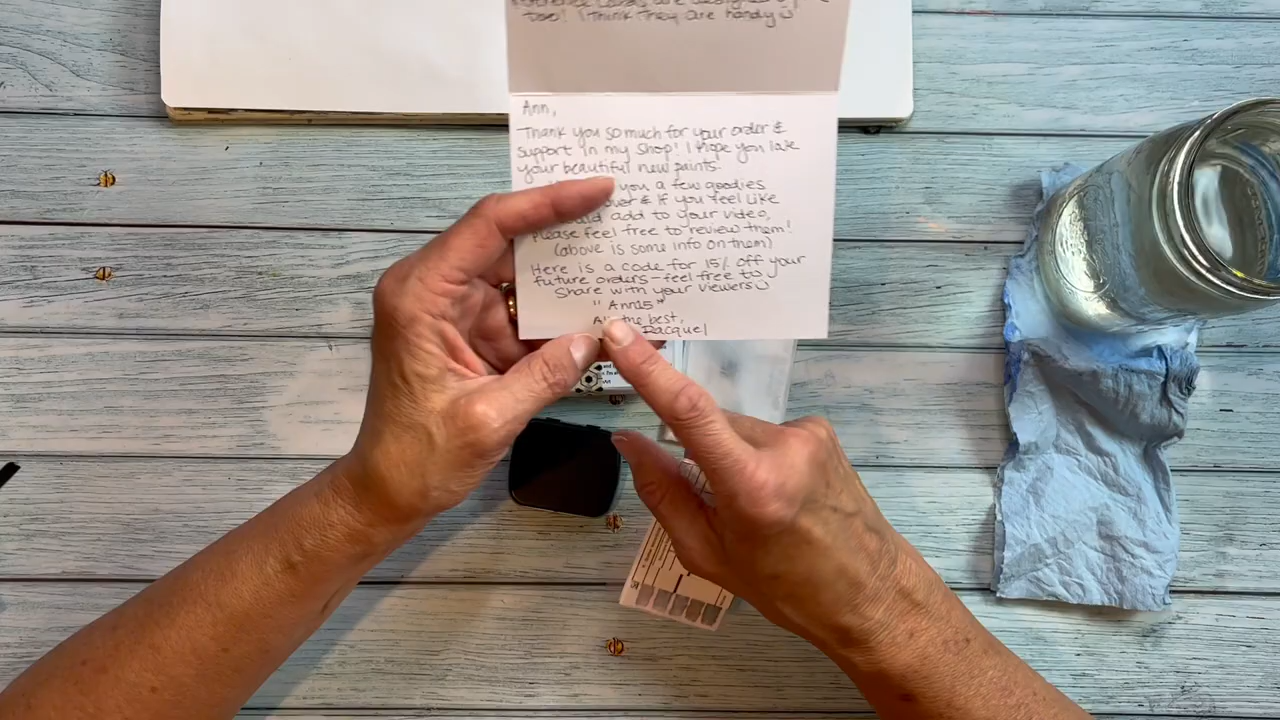 too! I think they are handy
Ann,
Thank you so much for your order &
support in my shop! I hope you love
your beautiful new paints.
you a few goodies
& if you feel like
add to your video,
please feel free to review them!
(above is some info on them)
Here is a code for 15% off your
future orders - feel free to
share with your viewers
"Ann15"
All the best,
Racquel